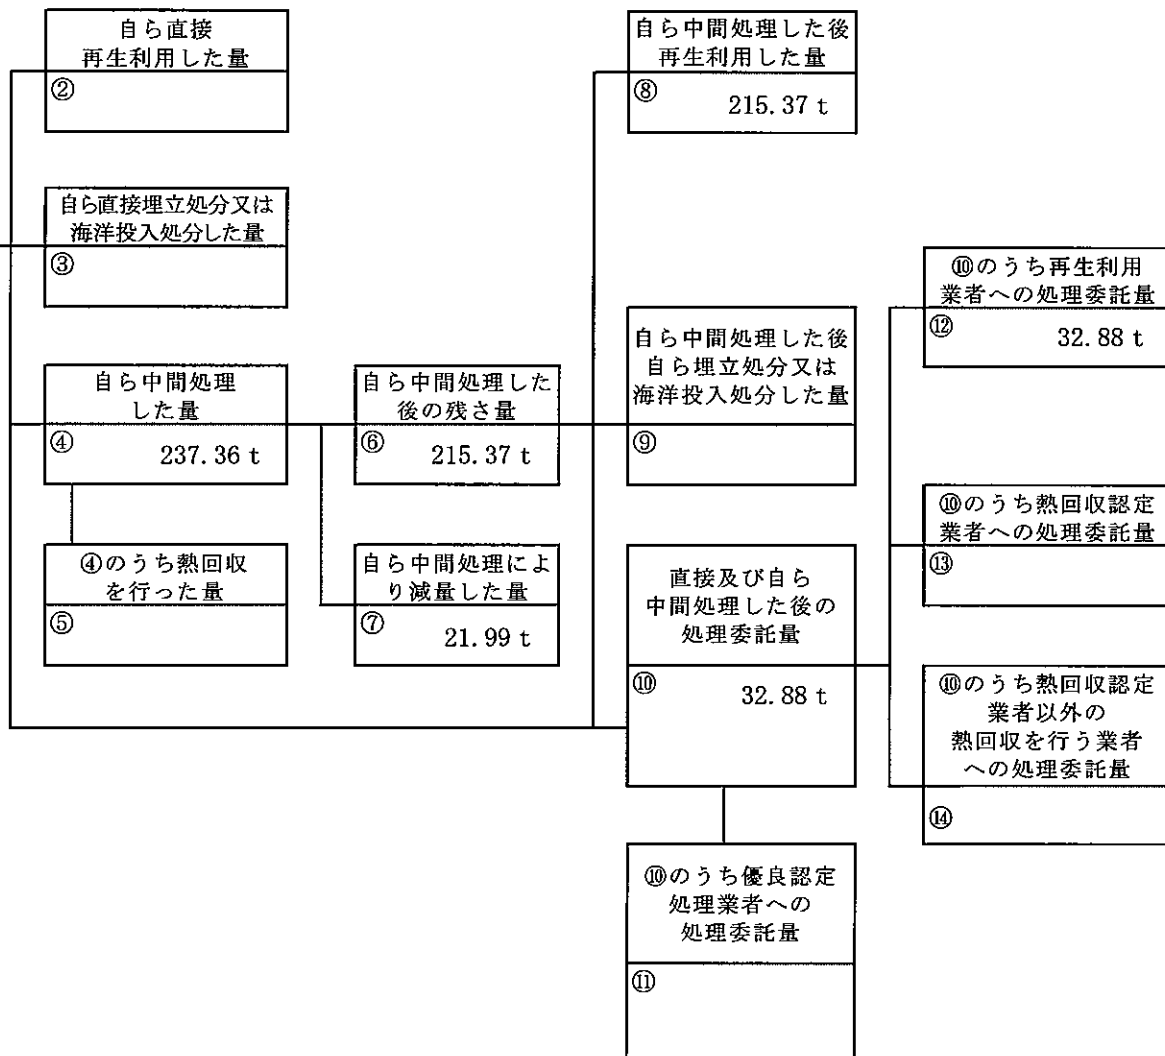 自ら直接
再生利用した量
②
自ら直接埋立処分又は
海洋投入処分した量
③
自ら中間処理
した量
④
237.36 t
④のうち熱回収
を行った量
⑤
自ら中間処理した
後の残さ量
⑥
215.37 t
自ら中間処理によ
り減量した量
⑦
21.99 t
自ら中間処理した後
再生利用した量
⑧
215.37 t
自ら中間処理した後
自ら埋立処分又は
海洋投入処分した量
⑨
直接及び自ら
中間処理した後の
処理委託量
⑩
32.88 t
⑩のうち優良認定
処理業者への
処理委託量
⑪
⑩のうち再生利用
業者への処理委託量
⑫
32.88 t
⑩のうち熱回収認定
業者への処理委託量
⑬
⑩のうち熱回収認定
業者以外の
熱回収を行う業者
への処理委託量
⑭